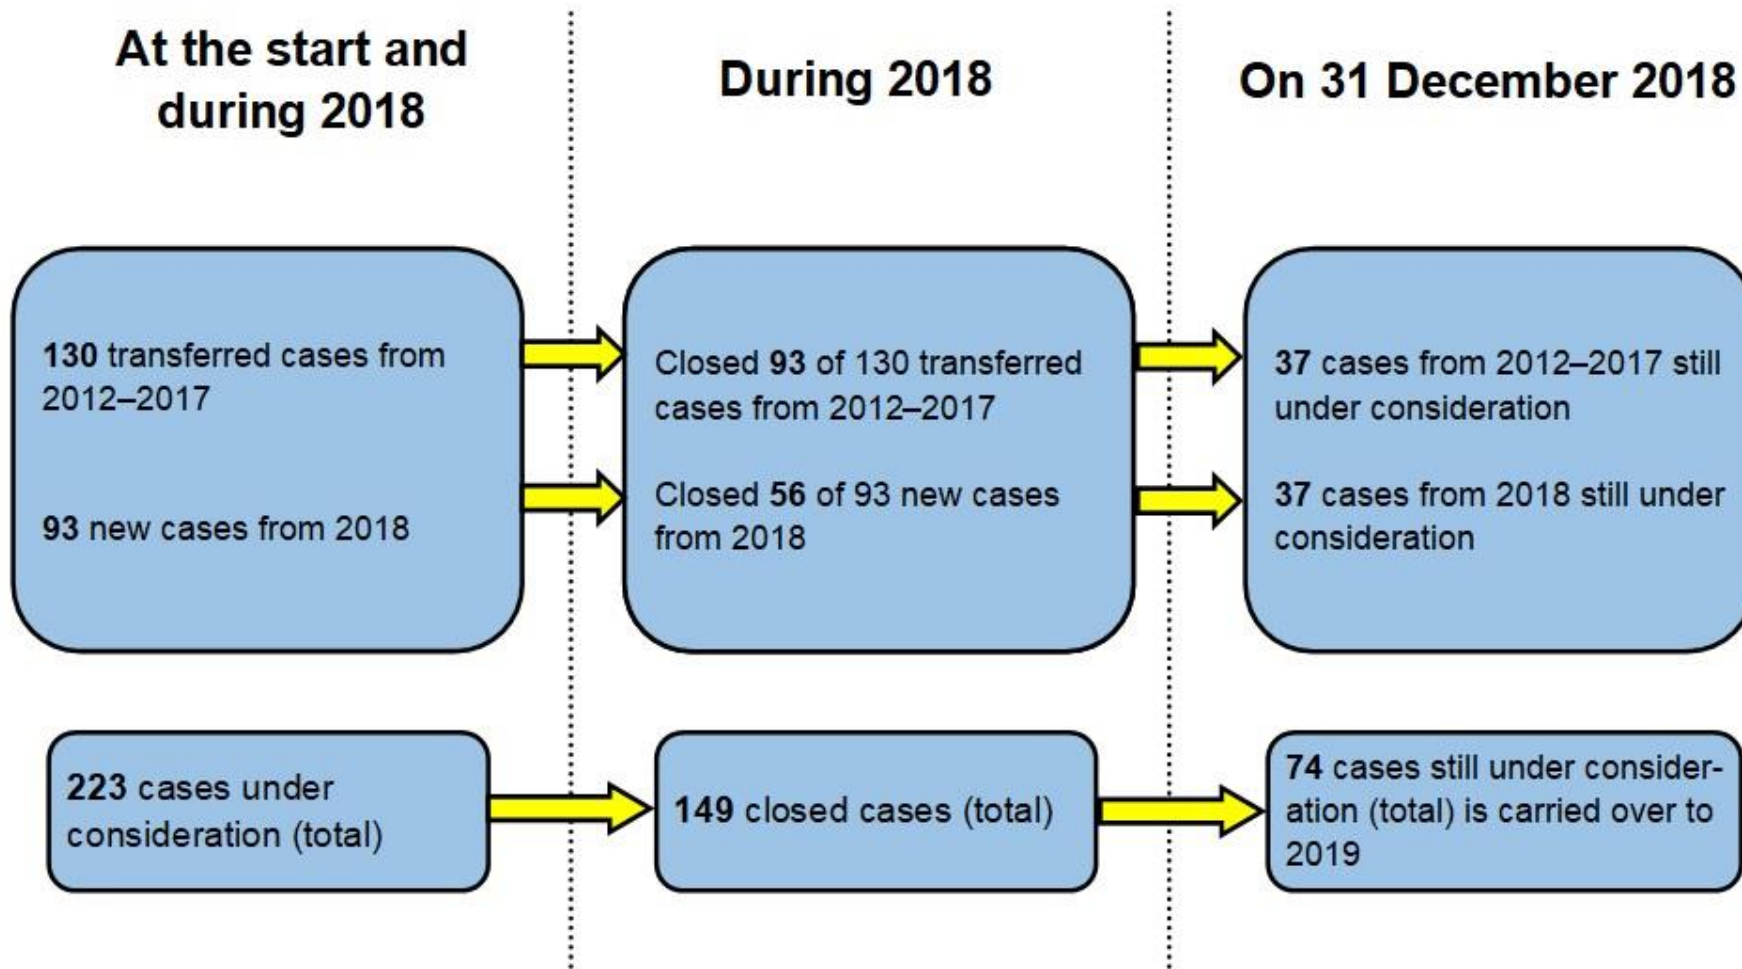 At the start and
during 2018
During 2018
On 31 December 2018
130 transferred cases from
2012–2017
93 new cases from 2018
Closed 93 of 130 transferred
cases from 2012–2017
Closed 56 of 93 new cases
from 2018
37 cases from 2012–2017 still
under consideration
37 cases from 2018 still under
consideration
223 cases under
consideration (total)
149 closed cases (total)
74 cases still under consider-
ation (total) is carried over to
2019